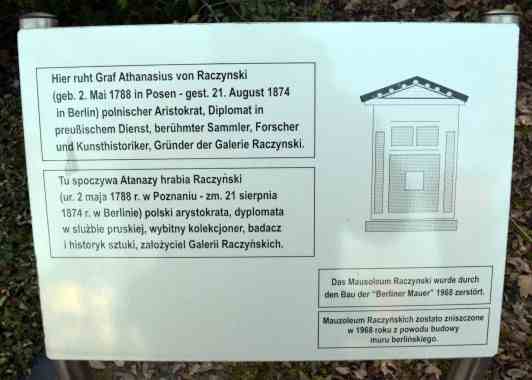 Hier ruht Graf Athanasius von Raczynski
(geb. 2. Mai 1788 in Posen - gest. 21. August 1874
in Berlin) polnischer Aristokrat, Diplomat in
preußischem Dienst, berühmter Sammler, Forscher
und Kunsthistoriker, Gründer der Galerie Raczynski.
Tu spoczywa Atanazy hrabia Raczyński
(ur. 2 maja 1788 r. w Poznaniu - zm. 21 sierpnia
1874 r. w Berlinie) polski arystokrata, dyplomata
w służbie pruskiej, wybitny kolekcjoner, badacz
i historyk sztuki, założyciel Galerii Raczyńskich.
Das Mausoleum Raczynski wurde durch
den Bau der "Berliner Mauer" 1968 zerstört.
Mauzoleum Raczyńskich zostało zniszczone
w 1968 roku z powodu budowy
muru berlińskiego.